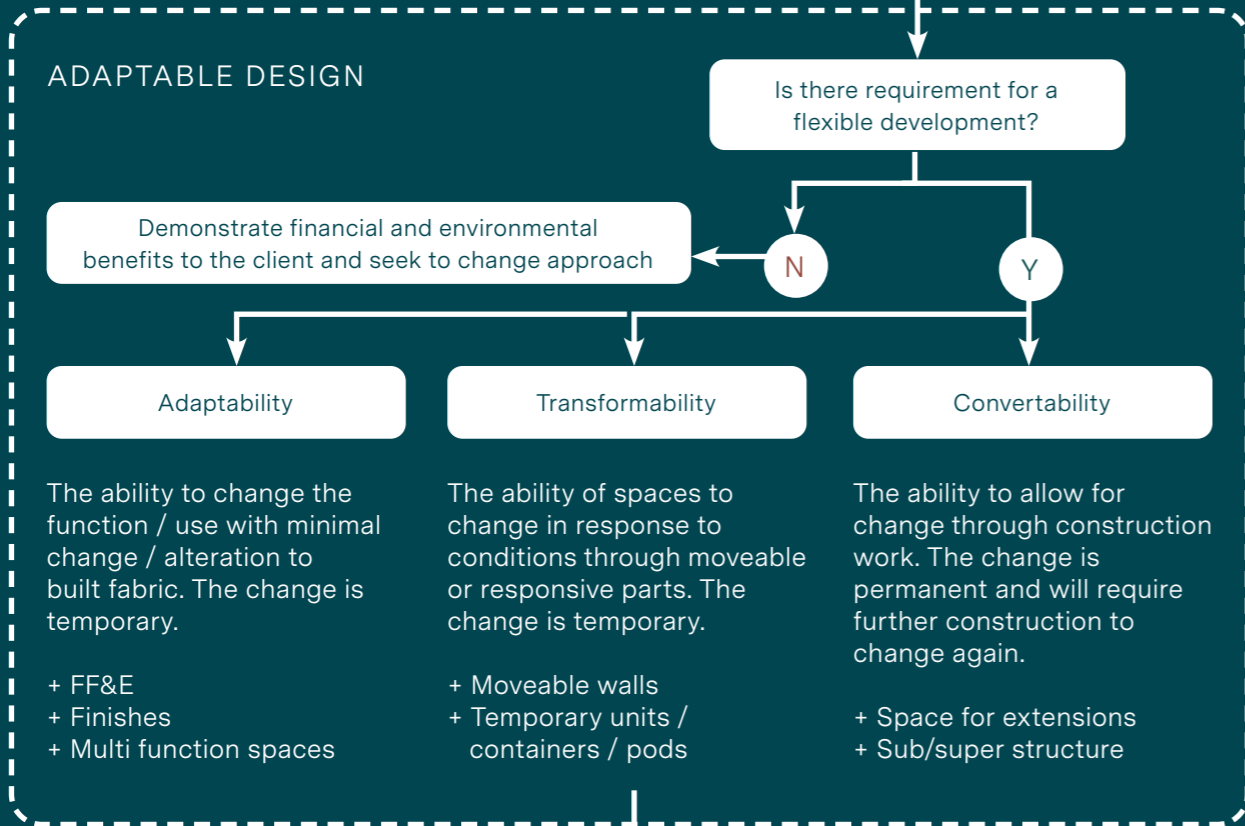 ADAPTABLE DESIGN
Is there requirement for a
flexible development?
Demonstrate financial and environmental
benefits to the client and seek to change approach
N
Y
Adaptability
The ability to change the
function / use with minimal
change / alteration to
built fabric. The change is
temporary.
+ FF&E
+ Finishes
+ Multi function spaces
Transformability
The ability of spaces to
change in response to
conditions through moveable
or responsive parts. The
change is temporary.
+ Moveable walls
+ Temporary units /
containers / pods
Convertability
The ability to allow for
change through construction
work. The change is
permanent and will require
further construction to
change again.
+ Space for extensions
+ Sub/super structure